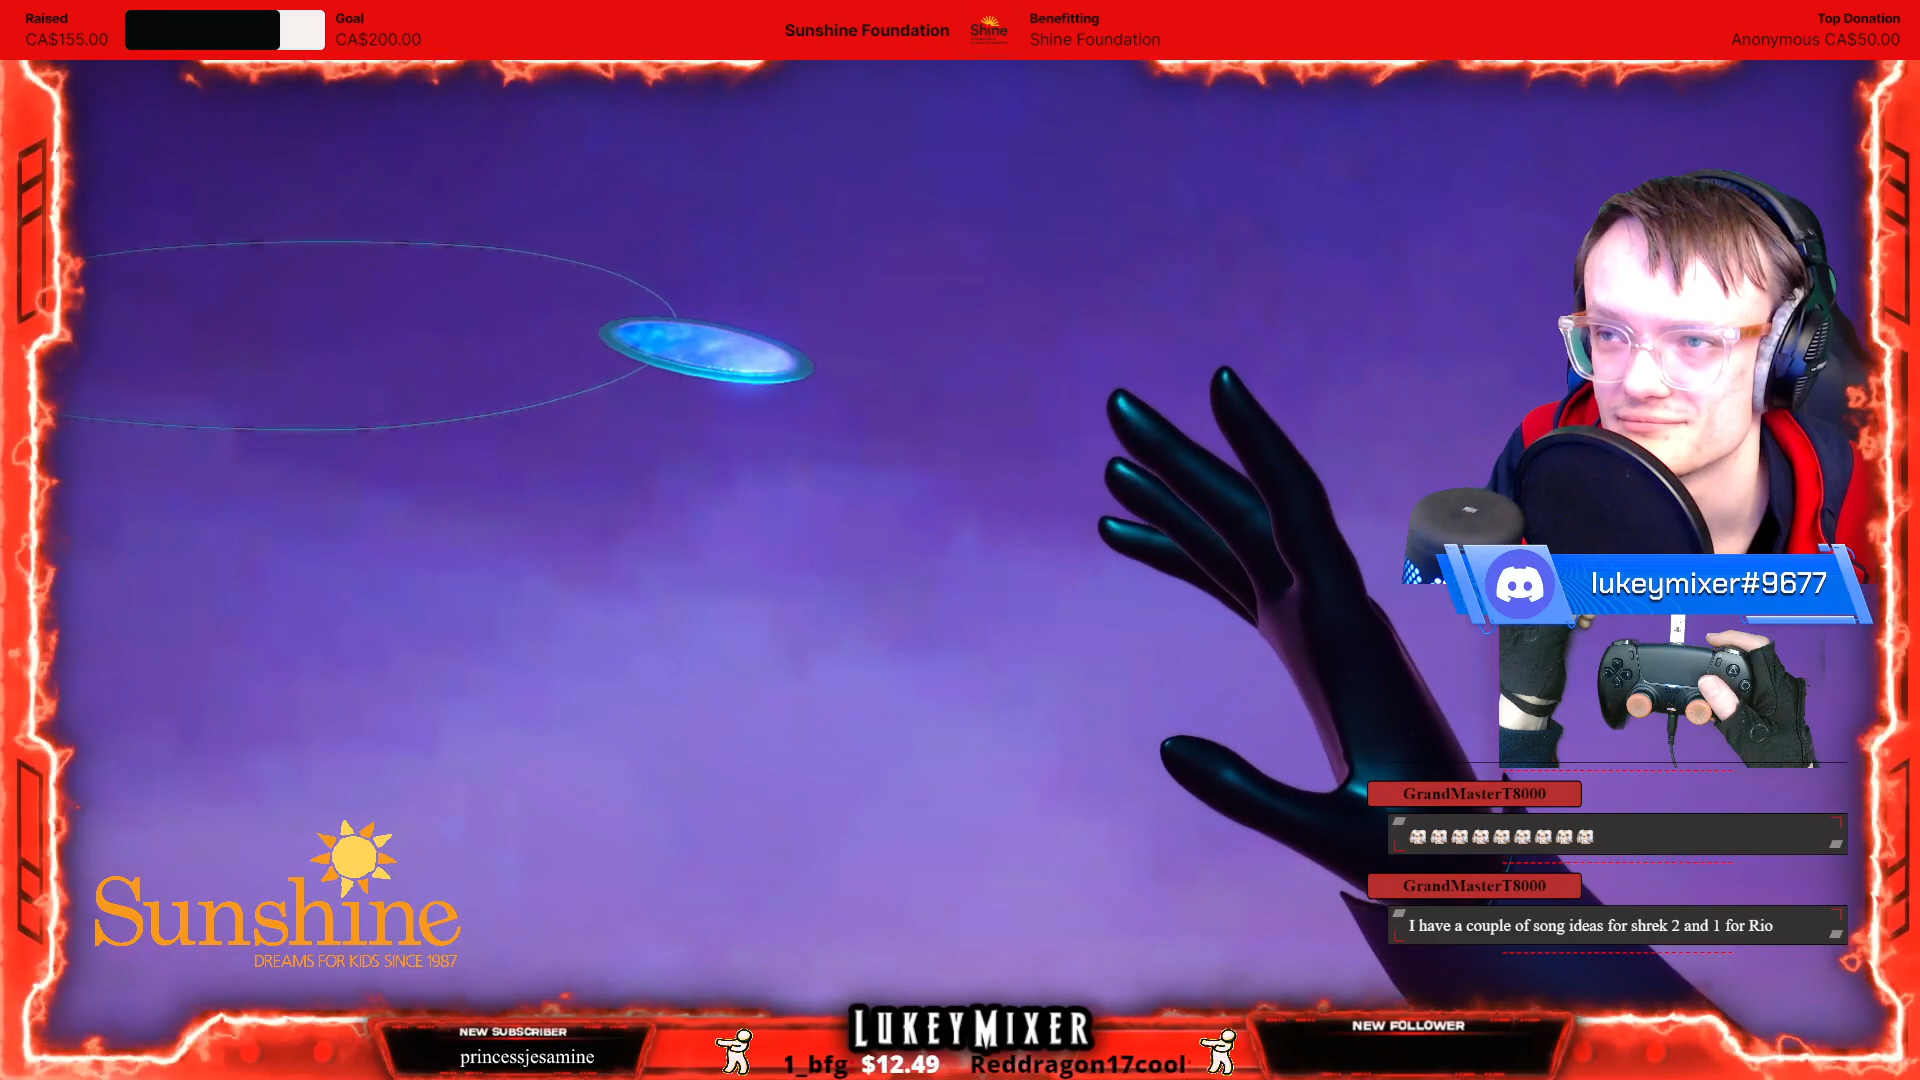 Raised
CA$155.00
Goal
CA$200.00
Sunshine Foundation
Shine
Benefitting
Shine Foundation
Top Donation
Anonymous CA$50.00
lukeymixer#9677
GrandMasterT8000
GrandMasterT8000
I have a couple of song ideas for shrek 2 and 1 for Rio
Sunshine
DREAMS FOR KIDS SINCE 1987
NEW SUBSCRIBER
princessjesamine
LUKEYMIXER
1_bfg $12.49 Reddragon17cool
NEW FOLLOWER